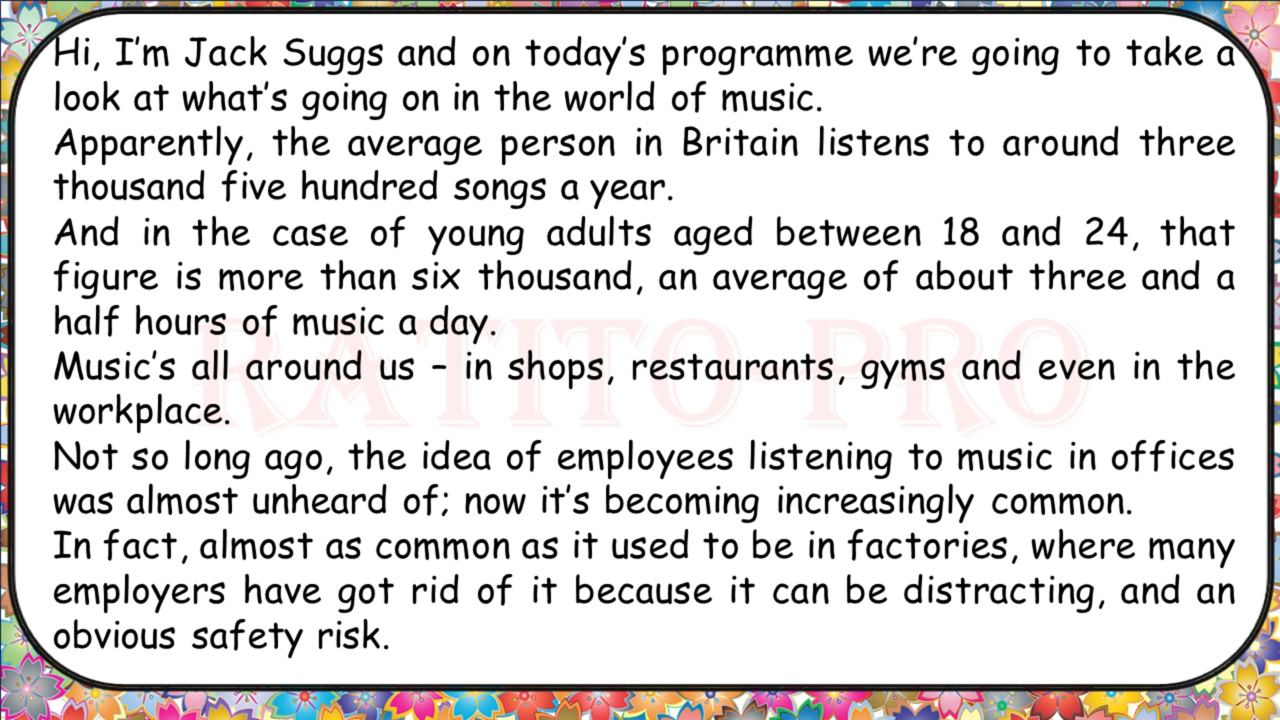 Hi, I'm Jack Suggs and on today's programme we're going to take a
look at what's going on in the world of music.
Apparently, the average person in Britain listens to around three
thousand five hundred songs a year.
And in the case of young adults aged between 18 and 24, that
figure is more than six thousand, an average of about three and a
half hours of music a day.
Music's all around us – in shops, restaurants, gyms and even in the
workplace.
Not so long ago, the idea of employees listening to music in offices
was almost unheard of; now it's becoming increasingly common.
In fact, almost as common as it used to be in factories, where many
employers have got rid of it because it can be distracting, and an
obvious safety risk.
RATITO PRO